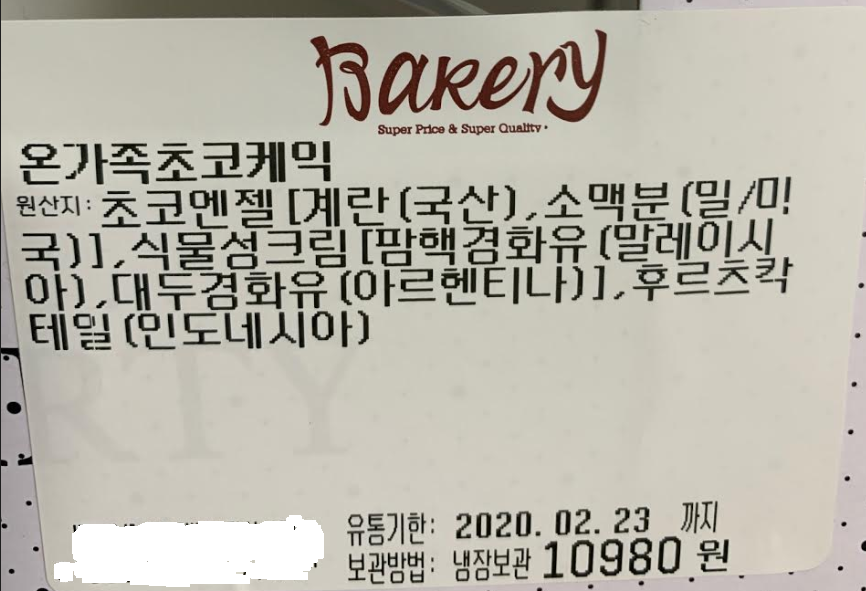 Bakery
Super Price & Super Quality·
온가족초코케익
원산지: 초코엔젤[계란(국산),소맥분(밀/미
국)],식물성크림[팜핵경화유(말레이시
아),대두경화유(아르헨티나)],후르츠칵
테일(인도네시아)
RTY
유통기한: 2020. 02. 23 까지
보관방법: 냉장보관 10980 원